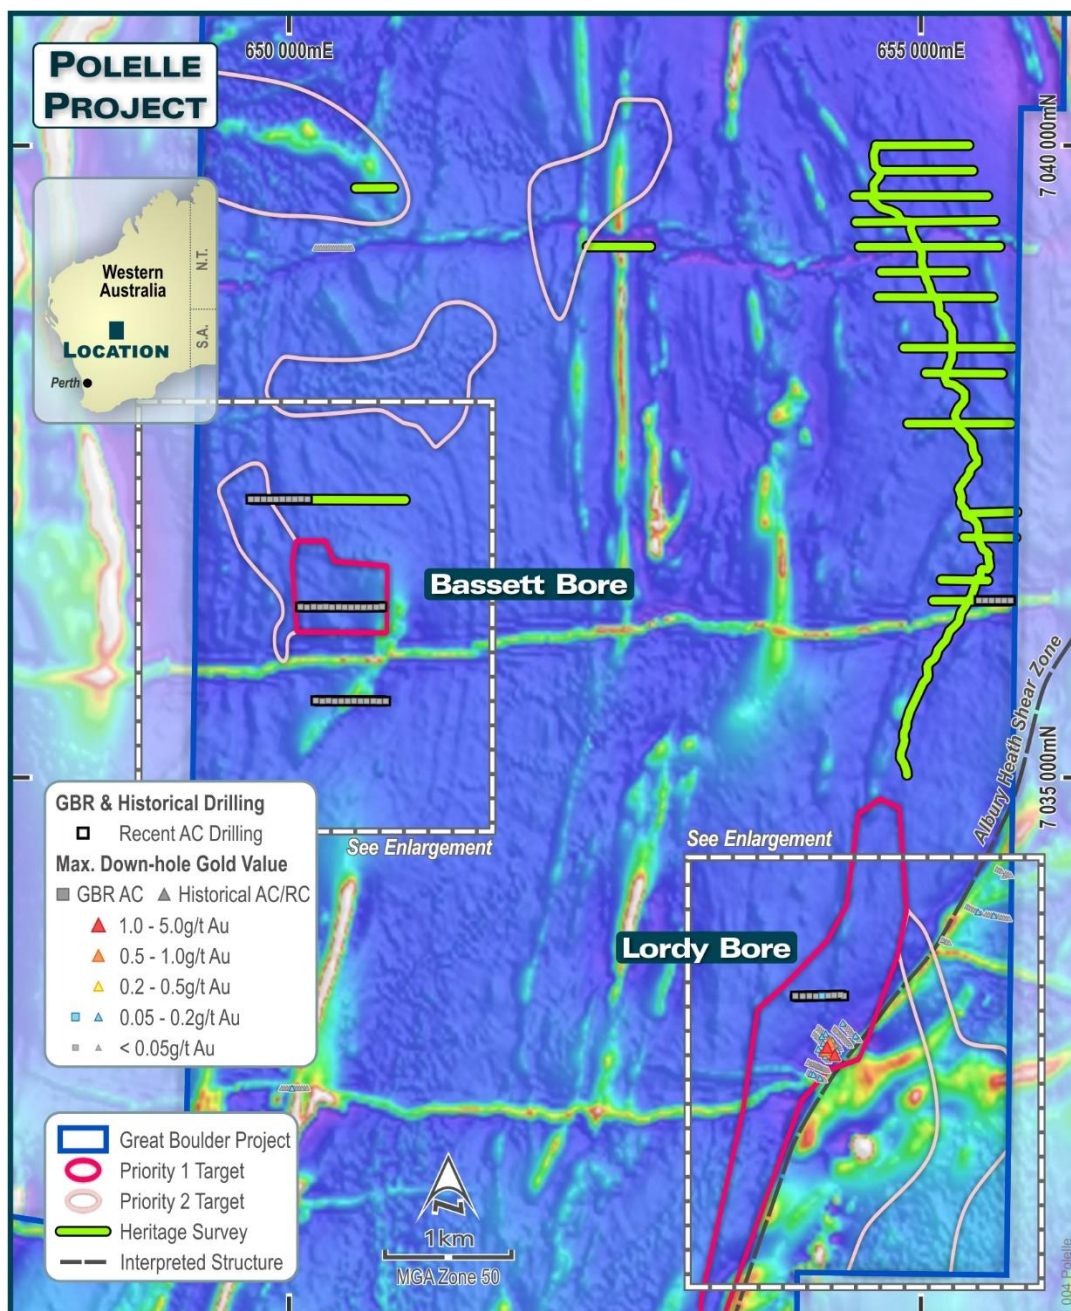 POLELLE
PROJECT
650 000mE
655 000mE
7 040 000mN
Western
Australia
N.T.
S.A.
LOCATION
Perth
Bassett Bore
Albury Heath Shear Zone
7 035 000mN
See Enlargement
See Enlargement
Lordy Bore
GBR & Historical Drilling
Recent AC Drilling
Max. Down-hole Gold Value
GBR AC Historical AC/RC
1.0 - 5.0g/t Au
0.5 - 1.0g/t Au
0.2 - 0.5g/t Au
0.05 - 0.2g/t Au
< 0.05g/t Au
Great Boulder Project
Priority 1 Target
Priority 2 Target
Heritage Survey
Interpreted Structure
N
1km
MGA Zone 50
004 Polelle